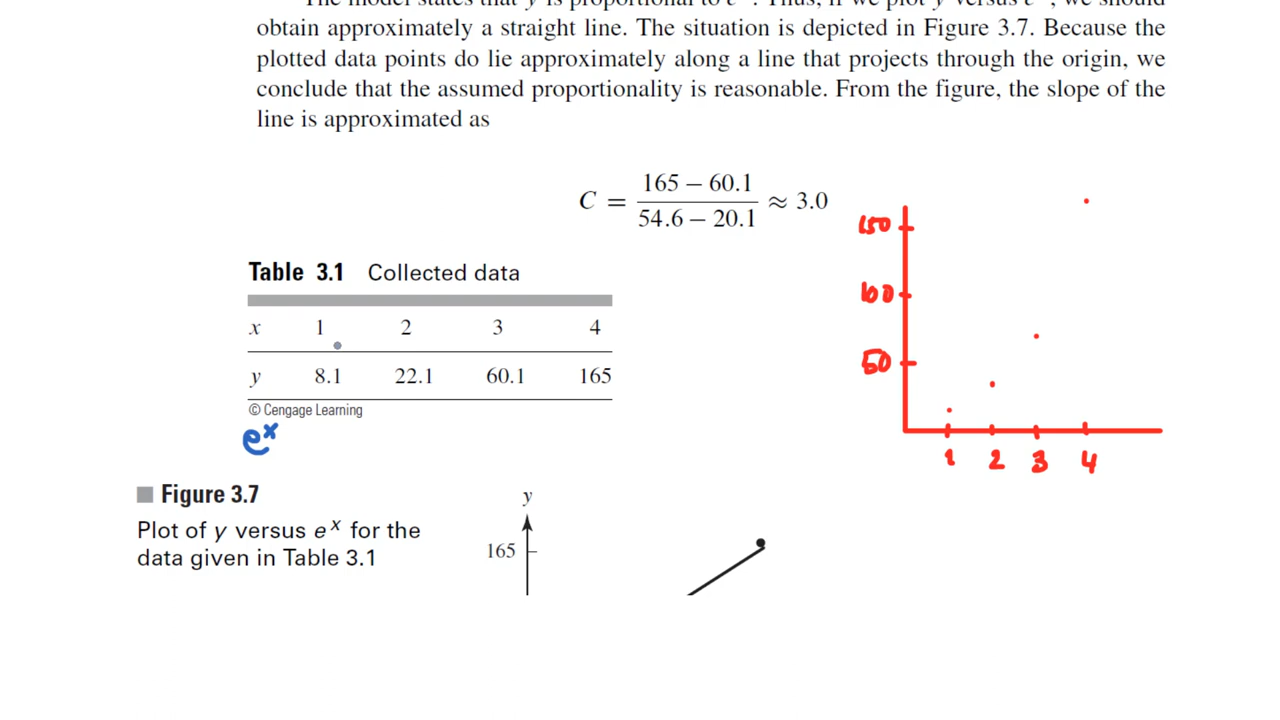 obtain approximately a straight line. The situation is depicted in Figure 3.7. Because the
plotted data points do lie approximately along a line that projects through the origin, we
conclude that the assumed proportionality is reasonable. From the figure, the slope of the
line is approximated as
C = (165 − 60.1)/(54.6 − 20.1) ≈ 3.0
150
100
50
1 2 3 4
Table 3.1 Collected data
x 1 2 3 4
y 8.1 22.1 60.1 165
© Cengage Learning
e^x
Figure 3.7
Plot of y versus e^x for the
data given in Table 3.1
y
165